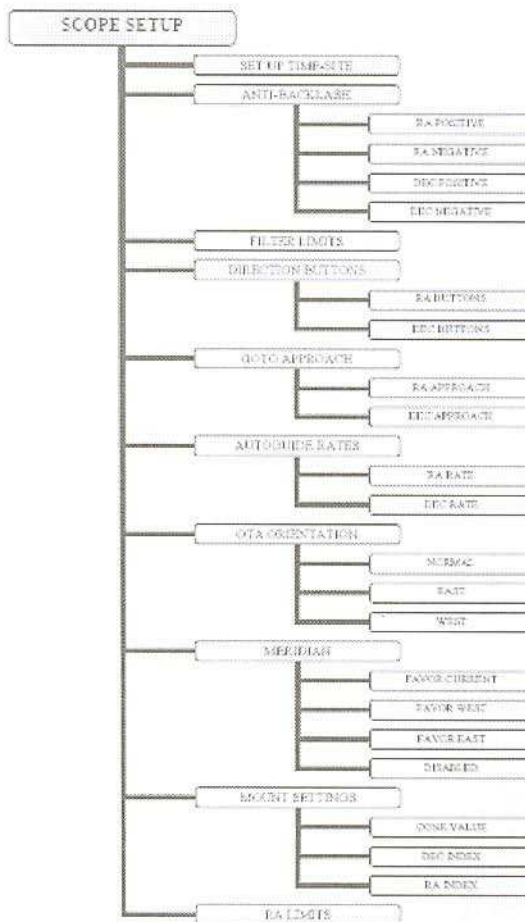 SCOPE SETUP
SET UP TIME-SITE
ANTI-BACKLASH
RA POSITIVE
RA NEGATIVE
DEC POSITIVE
DEC NEGATIVE
FILTER LIMITS
DIRECTION BUTTONS
RA BUTTONS
DEC BUTTONS
GOTO APPROACH
RA APPROACH
DEC APPROACH
AUTOGUIDE RATES
RA RATE
DEC RATE
OTA ORIENTATION
NORMAL
EAST
WEST
MERIDIAN
FAVOR CURRENT
FAVOR WEST
FAVOR EAST
DISABLED
MOUNT SETTINGS
CONE VALUE
DEC INDEX
RA INDEX
RA LIMITS